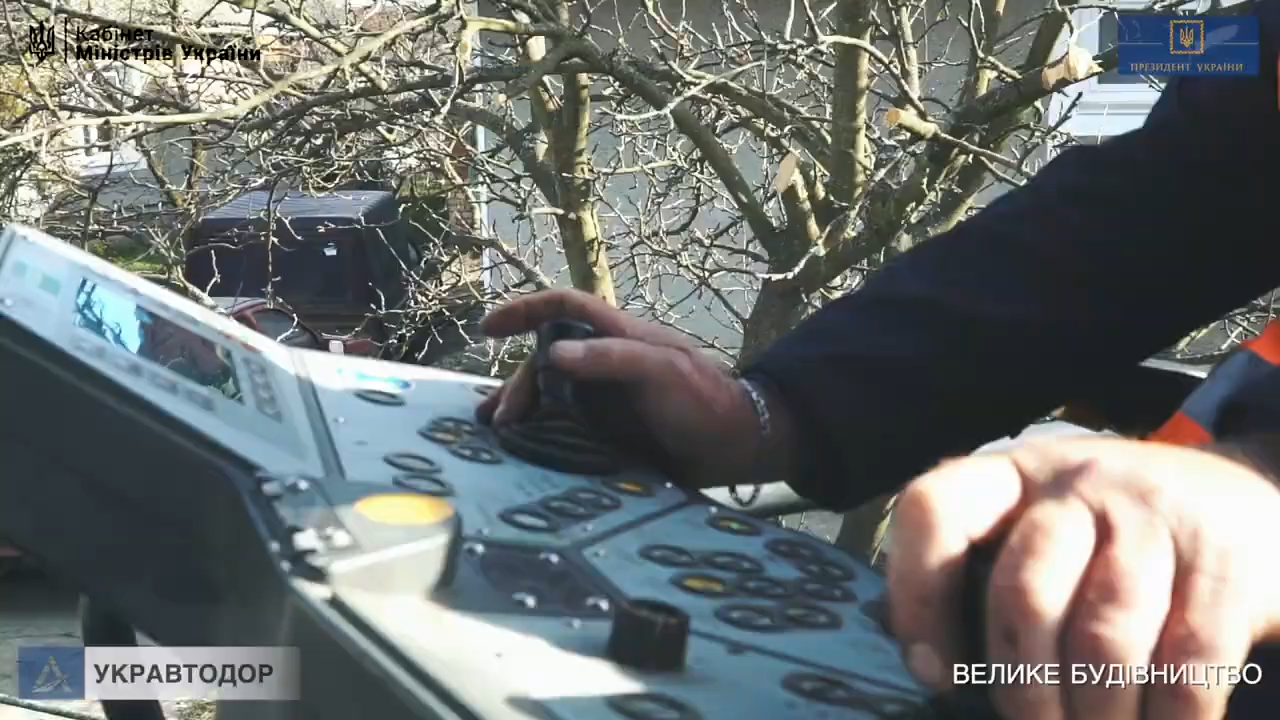 Кабінет
Міністрів України
ПРЕЗИДЕНТ УКРАЇНИ
УКРАВТОДОР
ВЕЛИКЕ БУДІВНИЦТВО